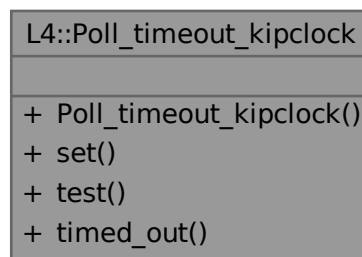 L4::Poll_timeout_kipclock
+ Poll_timeout_kipclock()
+ set()
+ test()
+ timed_out()